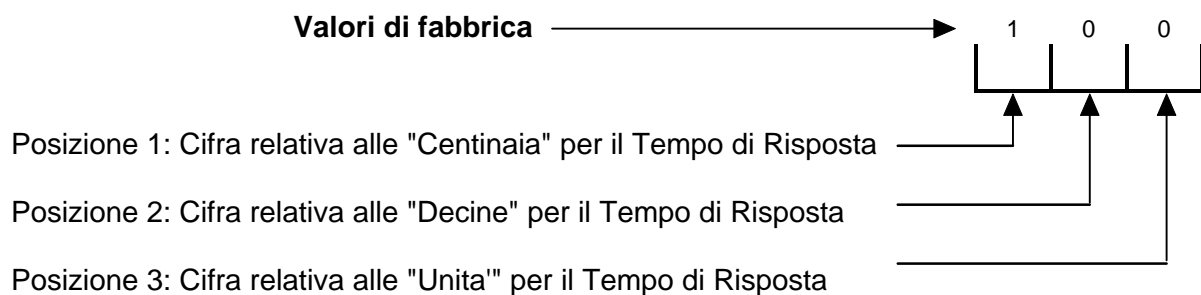 Valori di fabbrica 1 0 0
Posizione 1: Cifra relativa alle "Centinaia" per il Tempo di Risposta
Posizione 2: Cifra relativa alle "Decine" per il Tempo di Risposta
Posizione 3: Cifra relativa alle "Unita'" per il Tempo di Risposta